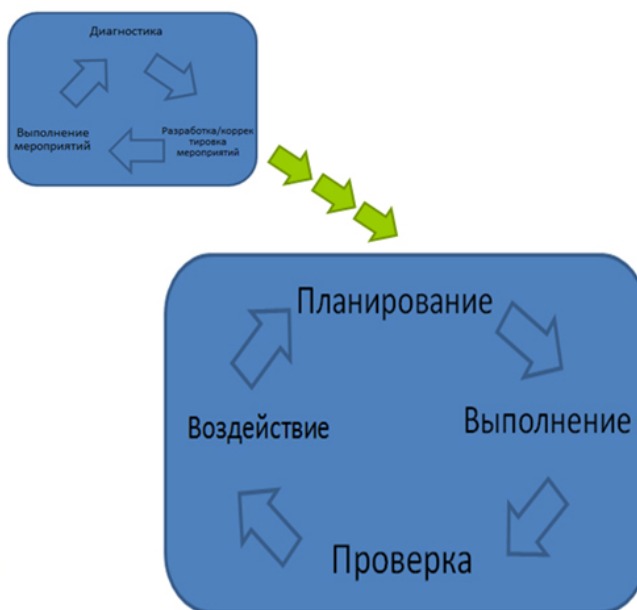 Диагностика
Выполнение
мероприятий
Разработка/коррек
тировка
мероприятий
Планирование
Воздействие
Выполнение
Проверка